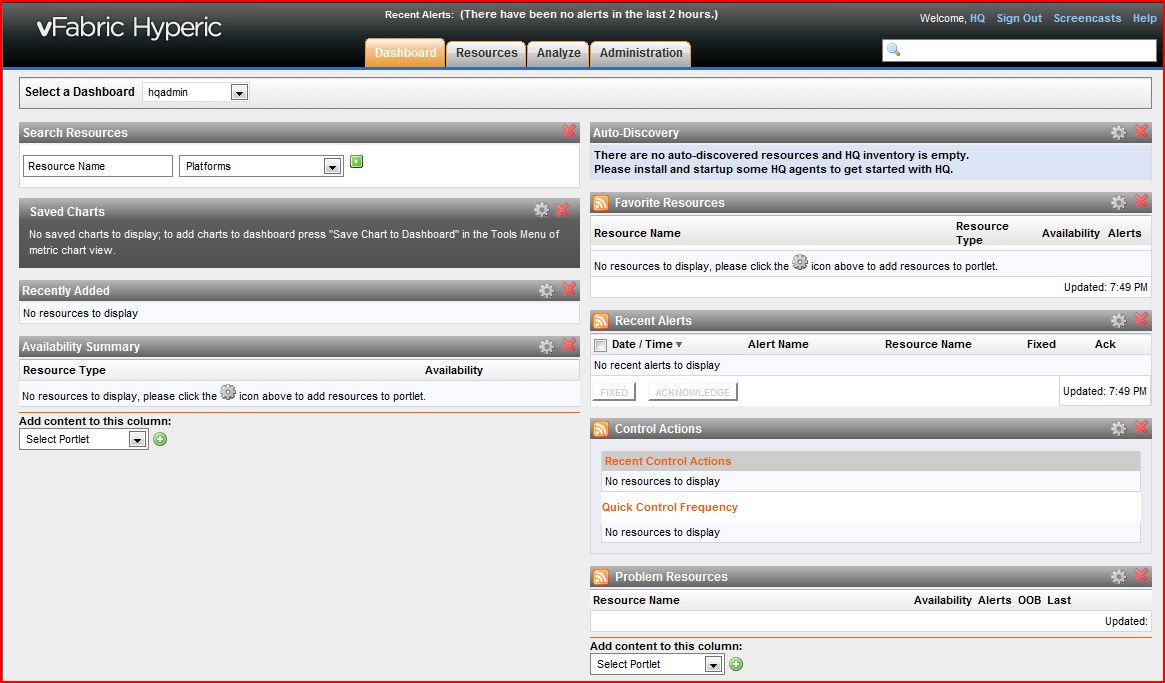 vFabric Hyperic
Recent Alerts: (There have been no alerts in the last 2 hours.)
Welcome, HQ Sign Out Screencasts Help
Dashboard Resources Analyze Administration
Select a Dashboard hqadmin
Search Resources
Resource Name Platforms
Saved Charts
No saved charts to display; to add charts to dashboard press "Save Chart to Dashboard" in the Tools Menu of
metric chart view.
Recently Added
No resources to display
Availability Summary
Resource Type Availability
No resources to display, please click the icon above to add resources to portlet.
Add content to this column:
Select Portlet
Auto-Discovery
There are no auto-discovered resources and HQ inventory is empty.
Please install and startup some HQ agents to get started with HQ.
Favorite Resources
Resource Name Resource Type Availability Alerts
No resources to display, please click the icon above to add resources to portlet.
Updated: 7:49 PM
Recent Alerts
Date / Time Alert Name Resource Name Fixed Ack
No recent alerts to display
FIXED ACKNOWLEDGE Updated: 7:49 PM
Control Actions
Recent Control Actions
No resources to display
Quick Control Frequency
No resources to display
Problem Resources
Resource Name Availability Alerts OOB Last
Updated:
Add content to this column:
Select Portlet